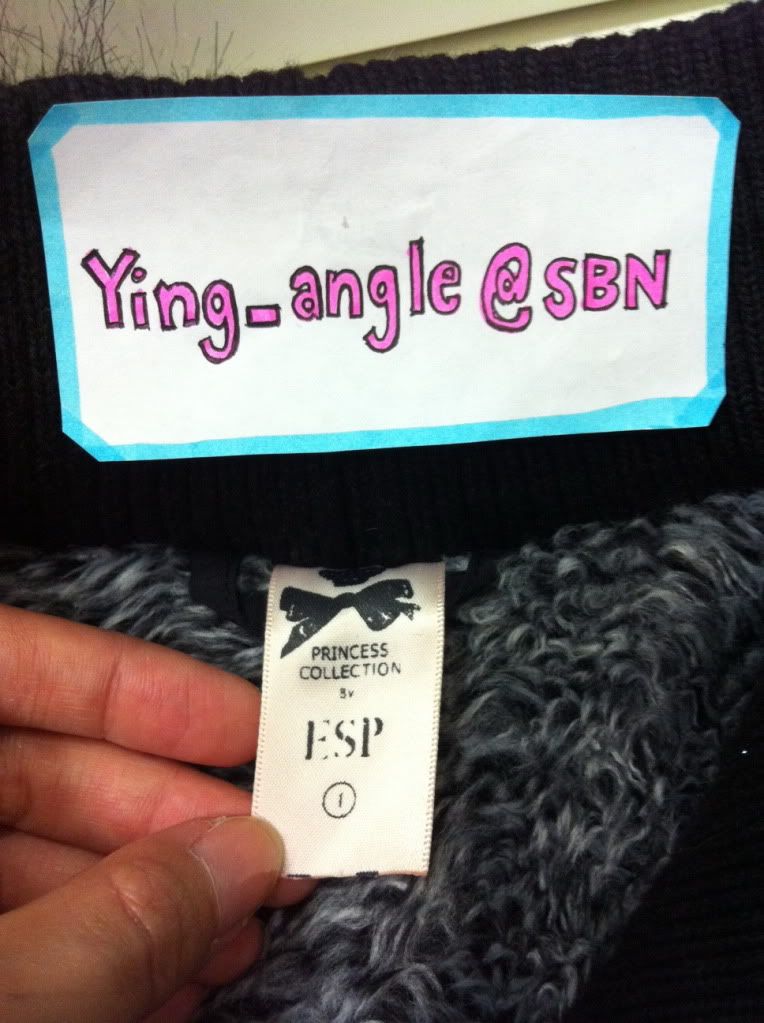 Ying_angle @SBN
PRINCESS
COLLECTION
BY
ESP
1